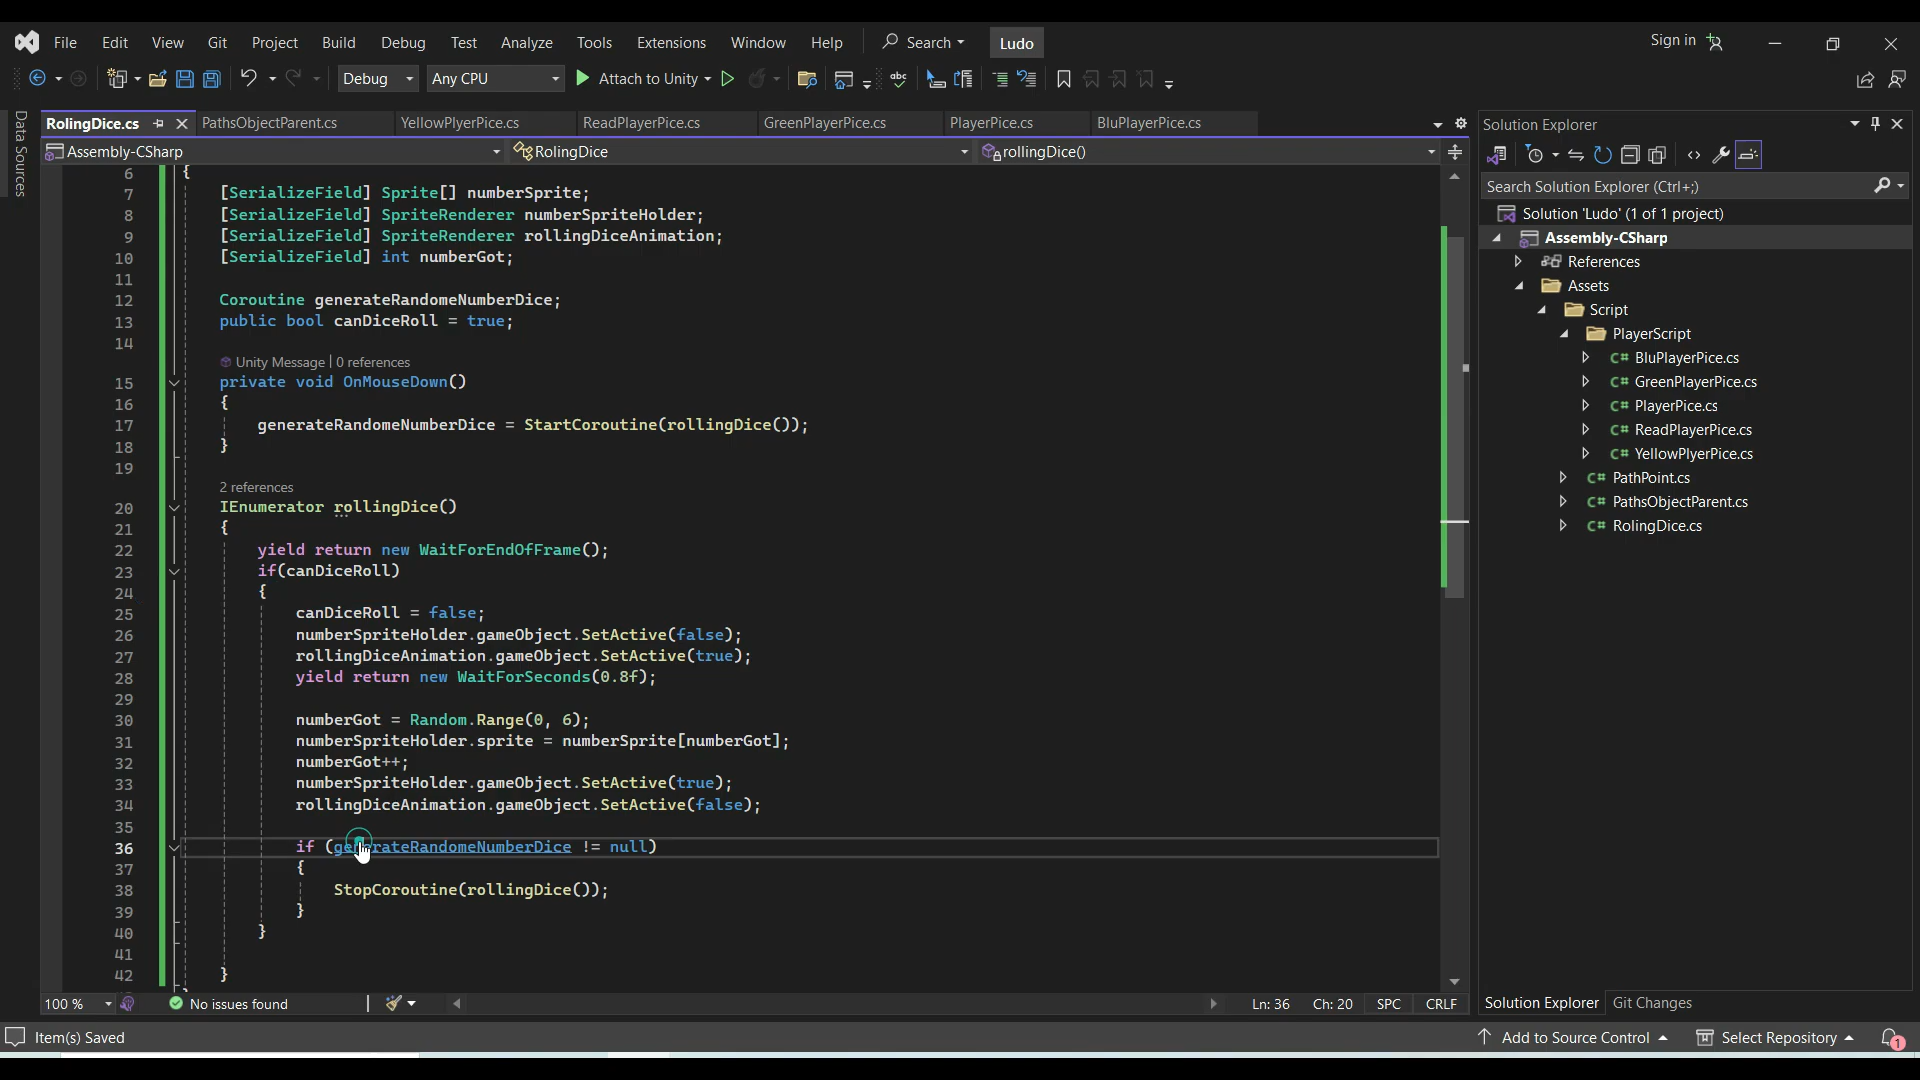 File Edit View Git Project Build Debug Test Analyze Tools Extensions Window Help Search Ludo Sign in
Debug Any CPU Attach to Unity
Data Sources
RolingDice.cs PathsObjectParent.cs YellowPlyerPice.cs ReadPlayerPice.cs GreenPlayerPice.cs PlayerPice.cs BluPlayerPice.cs
Assembly-CSharp RolingDice rollingDice()
6 {
7 [SerializeField] Sprite[] numberSprite;
8 [SerializeField] SpriteRenderer numberSpriteHolder;
9 [SerializeField] SpriteRenderer rollingDiceAnimation;
10 [SerializeField] int numberGot;
11
12 Coroutine generateRandomeNumberDice;
13 public bool canDiceRoll = true;
14
Unity Message | 0 references
15 private void OnMouseDown()
16 {
17 generateRandomeNumberDice = StartCoroutine(rollingDice());
18 }
19
2 references
20 IEnumerator rollingDice()
21 {
22 yield return new WaitForEndOfFrame();
23 if(canDiceRoll)
24 {
25 canDiceRoll = false;
26 numberSpriteHolder.gameObject.SetActive(false);
27 rollingDiceAnimation.gameObject.SetActive(true);
28 yield return new WaitForSeconds(0.8f);
29
30 numberGot = Random.Range(0, 6);
31 numberSpriteHolder.sprite = numberSprite[numberGot];
32 numberGot++;
33 numberSpriteHolder.gameObject.SetActive(true);
34 rollingDiceAnimation.gameObject.SetActive(false);
35
36 if (generateRandomeNumberDice != null)
37 {
38 StopCoroutine(rollingDice());
39 }
40 }
41
42 }
100 % No issues found Ln: 36 Ch: 20 SPC CRLF
Solution Explorer
Search Solution Explorer (Ctrl+;)
Solution 'Ludo' (1 of 1 project)
Assembly-CSharp
References
Assets
Script
PlayerScript
C# BluPlayerPice.cs
C# GreenPlayerPice.cs
C# PlayerPice.cs
C# ReadPlayerPice.cs
C# YellowPlyerPice.cs
C# PathPoint.cs
C# PathsObjectParent.cs
C# RolingDice.cs
Solution Explorer Git Changes
Item(s) Saved Add to Source Control Select Repository 1